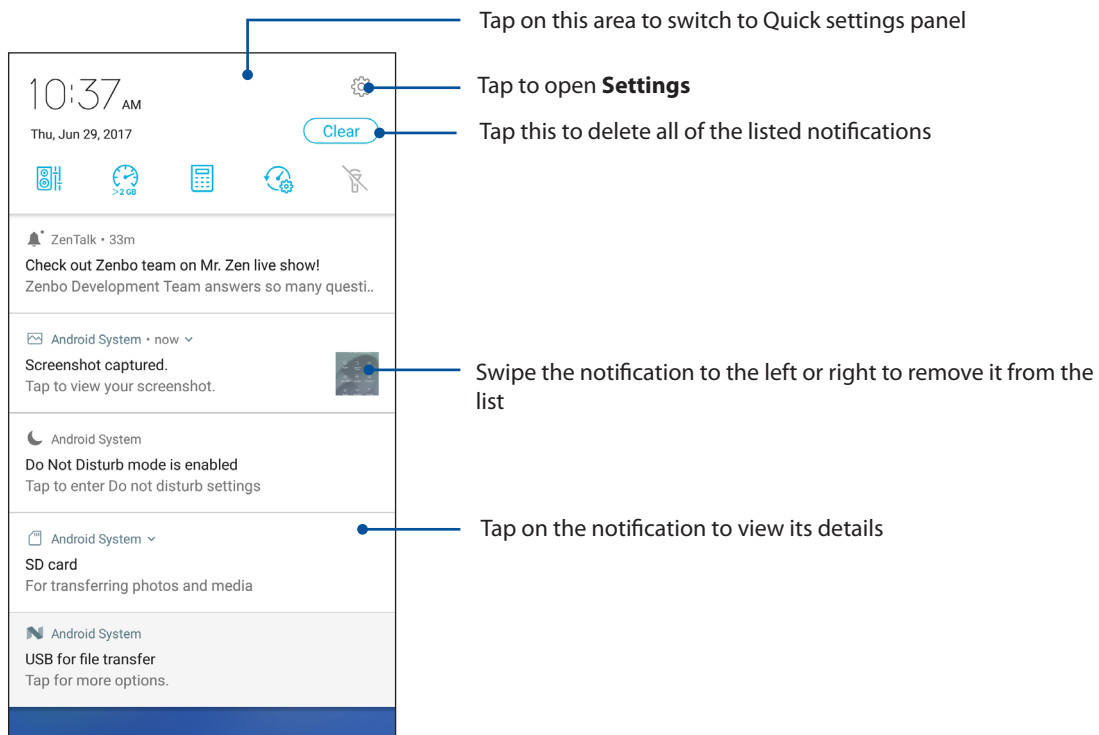 Tap on this area to switch to Quick settings panel
10:37 AM
Tap to open Settings
Thu, Jun 29, 2017
Clear
Tap this to delete all of the listed notifications
>2 GB
ZenTalk • 33m
Check out Zenbo team on Mr. Zen live show!
Zenbo Development Team answers so many questi..
Android System • now
Screenshot captured.
Tap to view your screenshot.
Swipe the notification to the left or right to remove it from the
list
Android System
Do Not Disturb mode is enabled
Tap to enter Do not disturb settings
Android System
Tap on the notification to view its details
SD card
For transferring photos and media
Android System
USB for file transfer
Tap for more options.